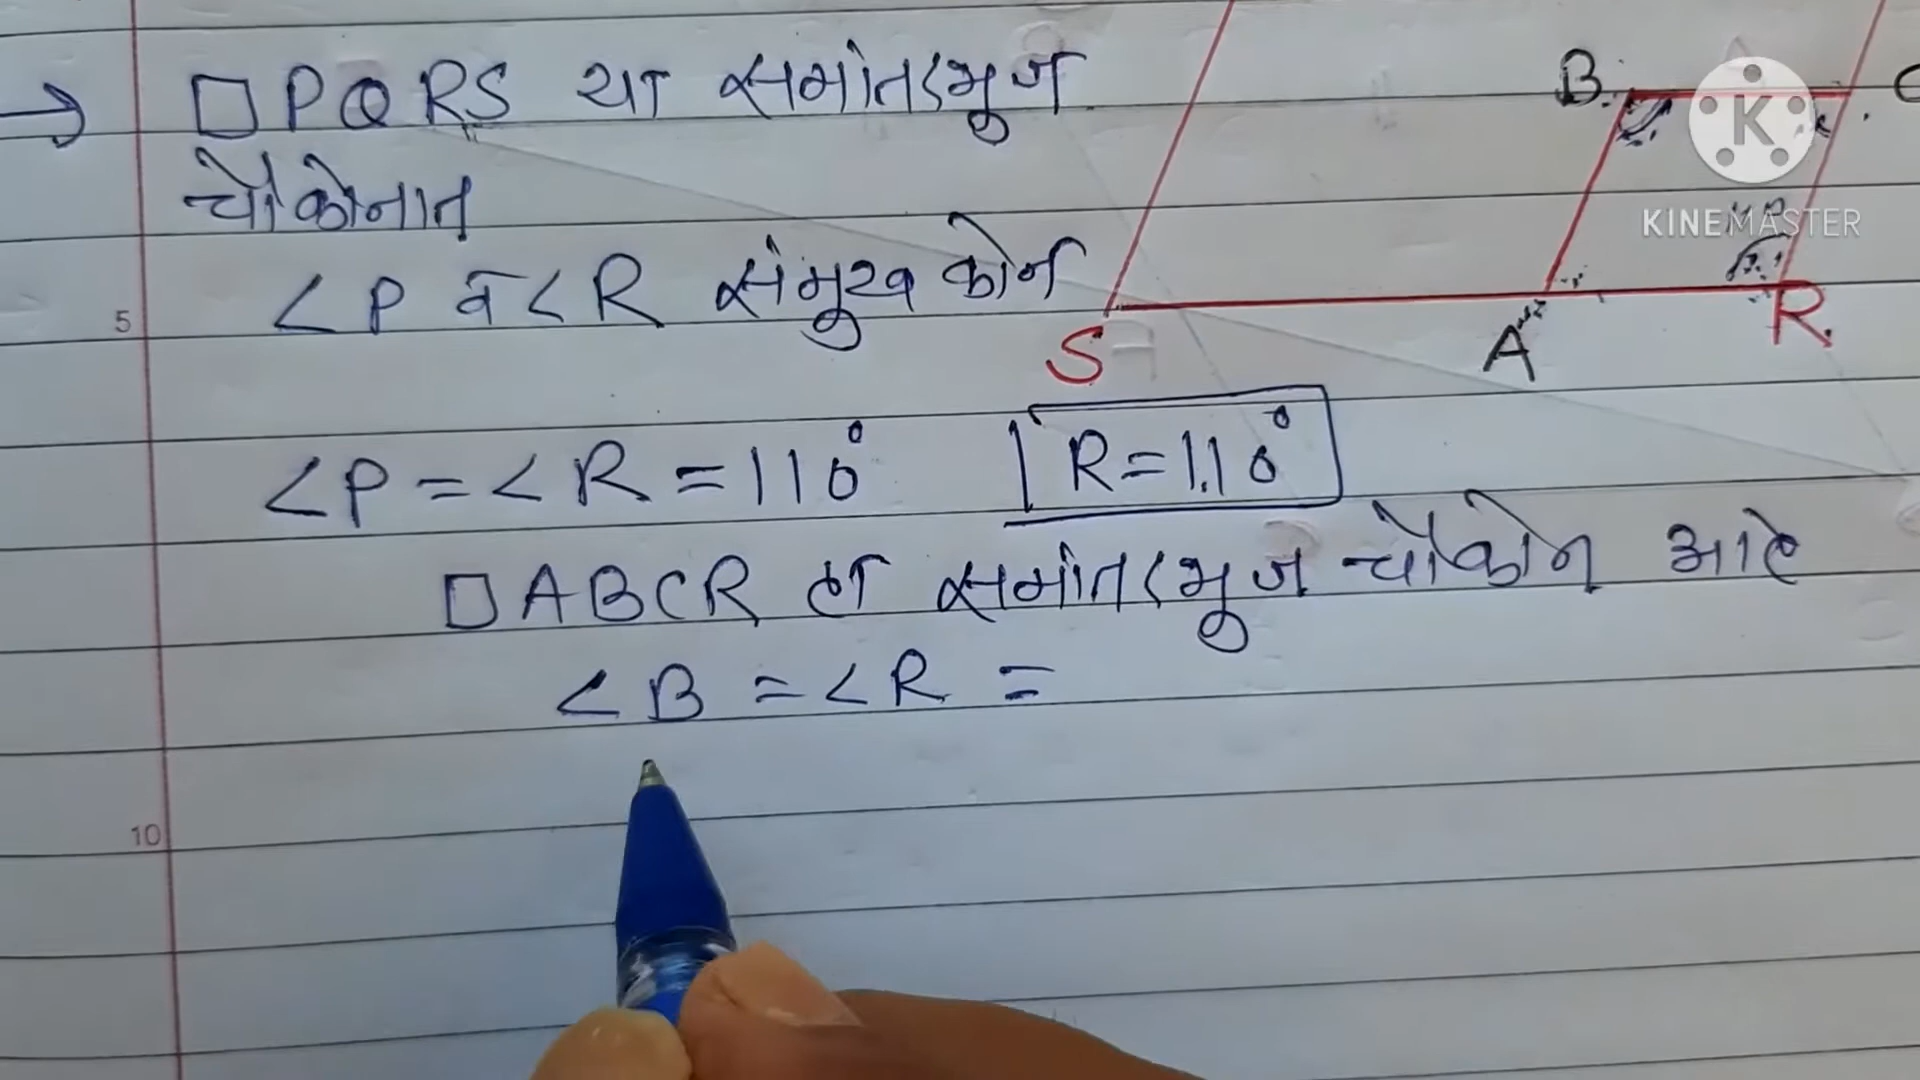 → □PQRS या समांतरभूज
चौकोनात
∠P व ∠R संमुख कोन
∠P = ∠R = 110°
R = 110°
□ABCR हा समांतरभूज चौकोन आहे
∠B = ∠R =
B
C
S
A
R
K
KINEMASTER
5
10